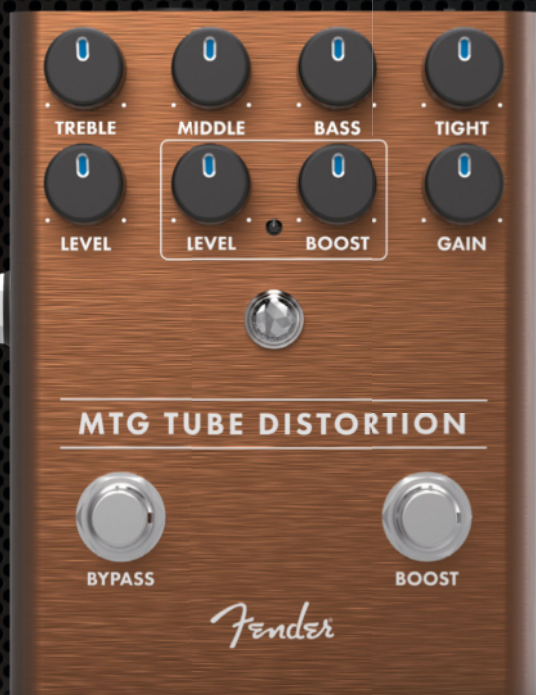 TREBLE MIDDLE BASS TIGHT
LEVEL LEVEL BOOST GAIN
MTG TUBE DISTORTION
BYPASS BOOST
Fender